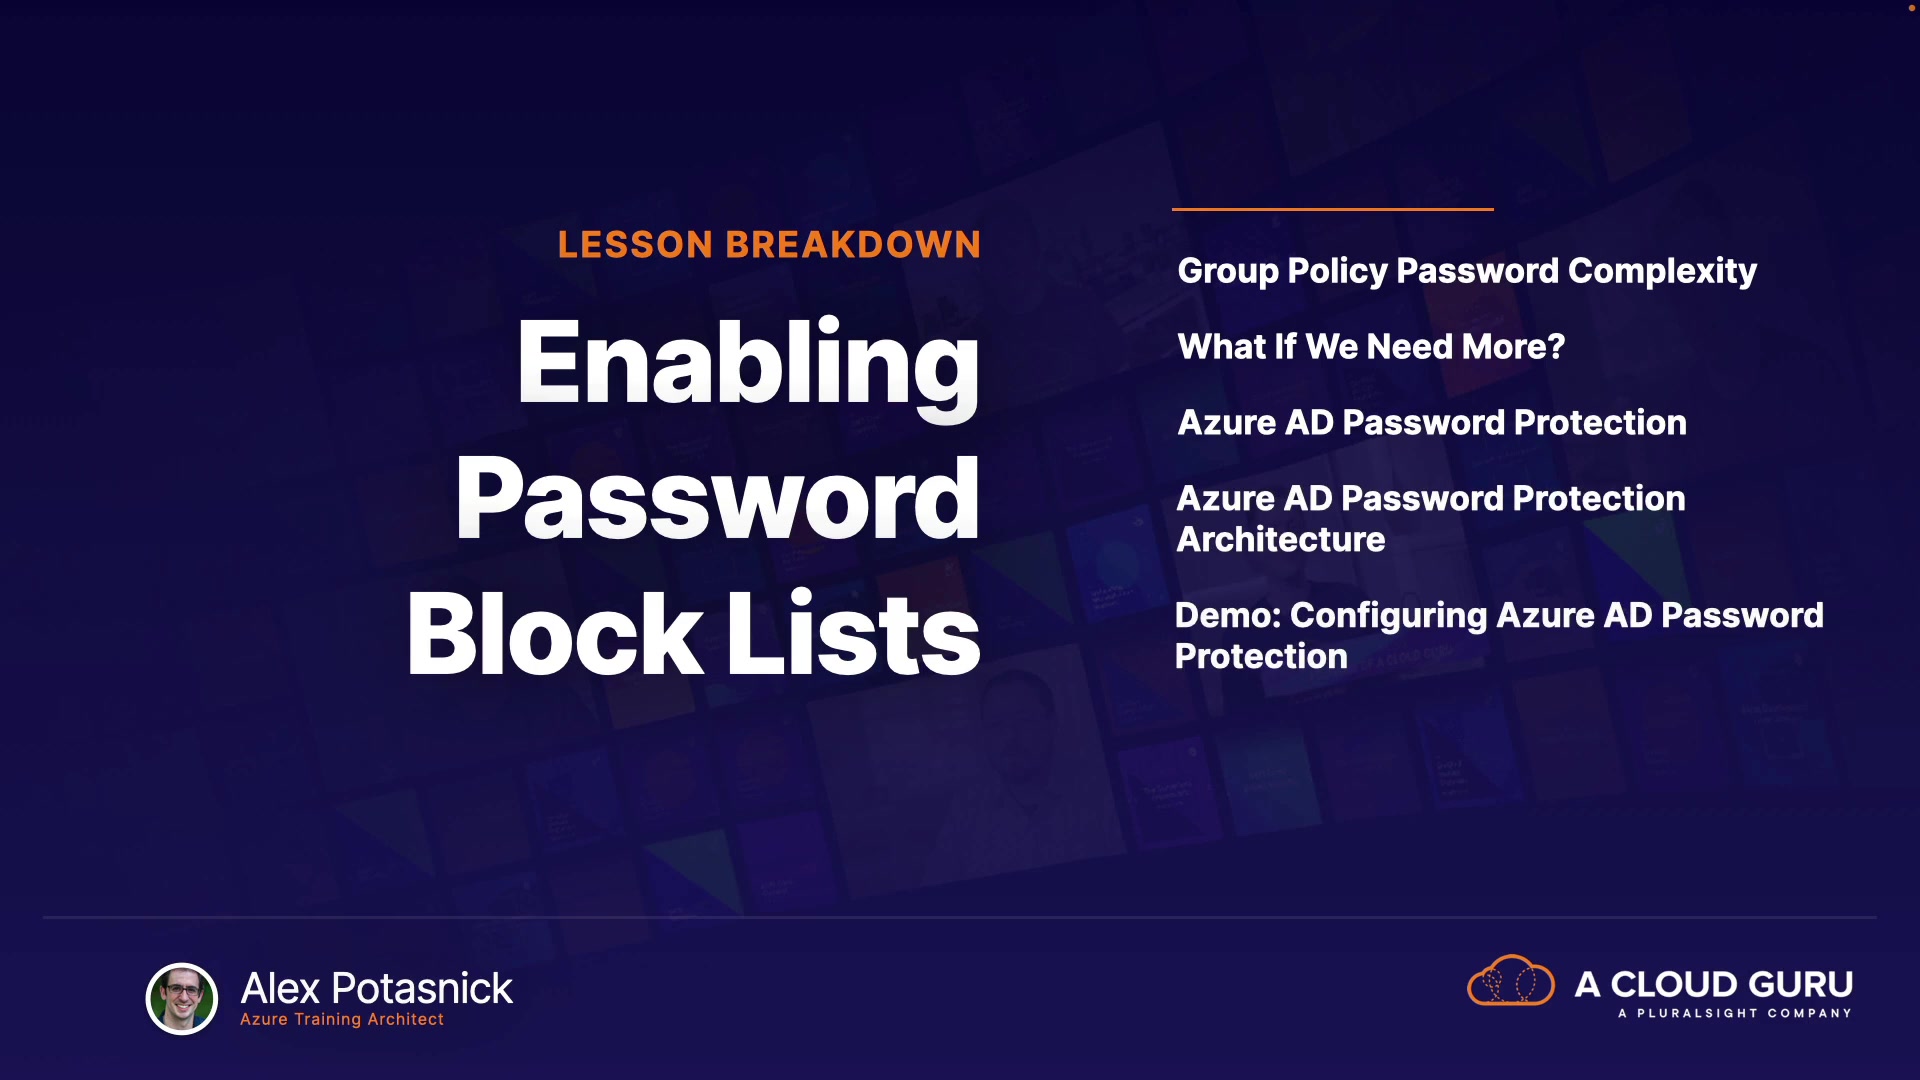 LESSON BREAKDOWN
Enabling
Password
Block Lists
Group Policy Password Complexity
What If We Need More?
Azure AD Password Protection
Azure AD Password Protection
Architecture
Demo: Configuring Azure AD Password
Protection
Alex Potasnick
Azure Training Architect
A CLOUD GURU
A PLURALSIGHT COMPANY